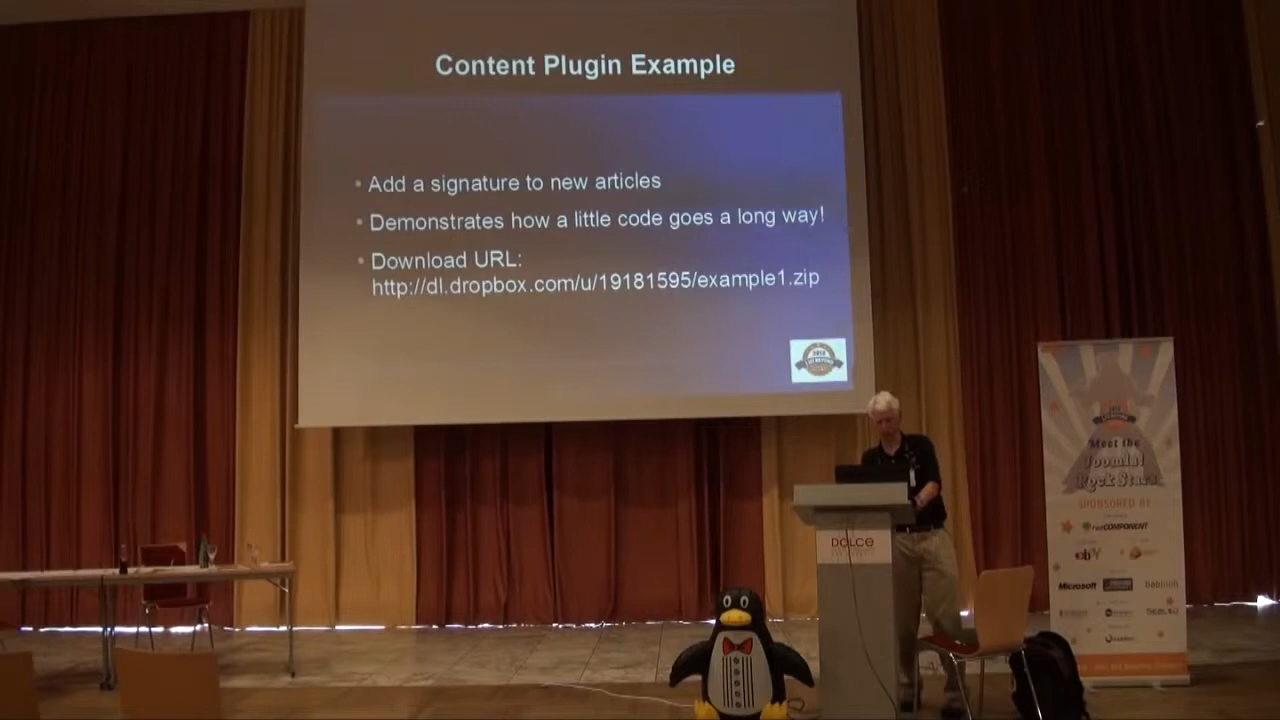 Content Plugin Example
• Add a signature to new articles
• Demonstrates how a little code goes a long way!
• Download URL:
http://dl.dropbox.com/u/19181595/example1.zip
DOLCE
Meet the
Joomla!
Rock Stars
SPONSORED BY
redCOMPONENT
ebY
Microsoft